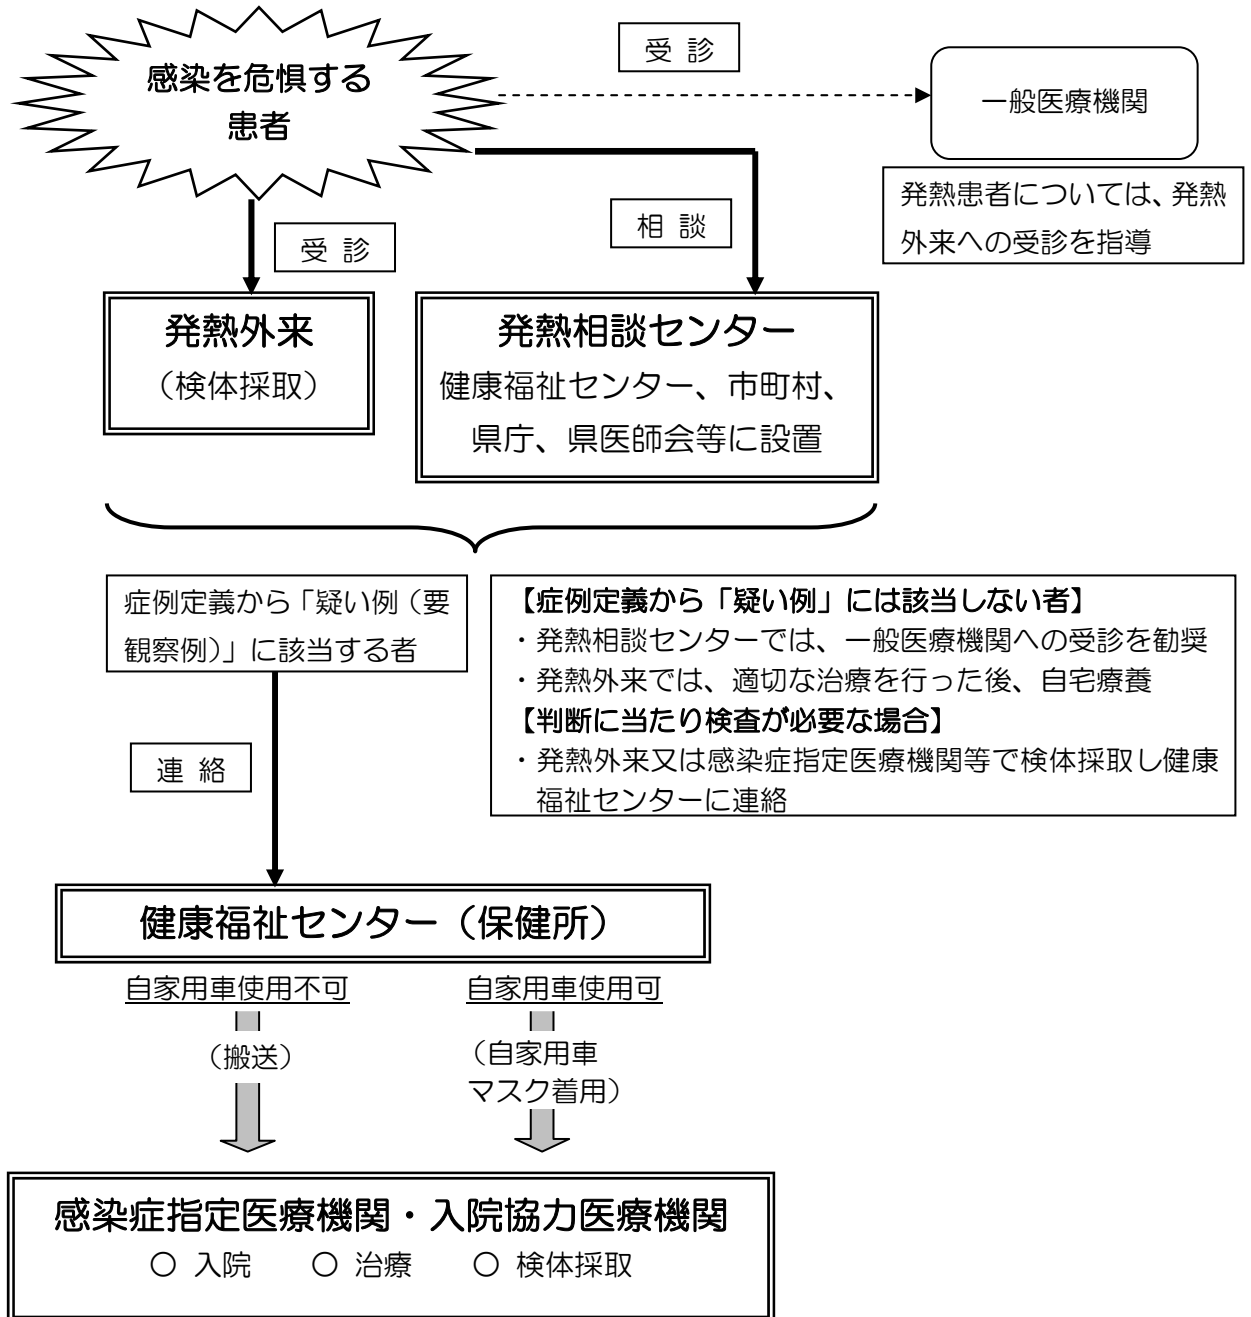 感染を危惧する
患者
受 診
一般医療機関
発熱患者については、発熱
外来への受診を指導
相 談
受 診
発熱外来
（検体採取）
発熱相談センター
健康福祉センター、市町村、
県庁、県医師会等に設置
症例定義から「疑い例（要
観察例）」に該当する者
【症例定義から「疑い例」には該当しない者】
・発熱相談センターでは、一般医療機関への受診を勧奨
・発熱外来では、適切な治療を行った後、自宅療養
【判断に当たり検査が必要な場合】
・発熱外来又は感染症指定医療機関等で検体採取し健康
福祉センターに連絡
連 絡
健康福祉センター（保健所）
自家用車使用不可
（搬送）
自家用車使用可
（自家用車
マスク着用）
感染症指定医療機関・入院協力医療機関
○ 入院 ○ 治療 ○ 検体採取